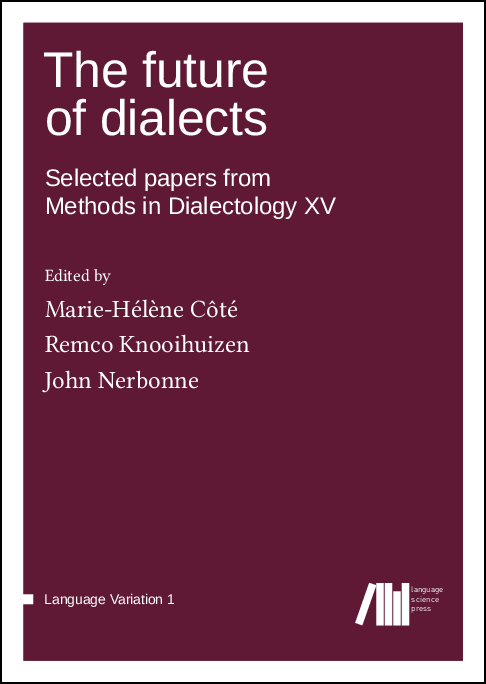 The future
of dialects
Selected papers from
Methods in Dialectology XV
Edited by
Marie-Hélène Côté
Remco Knooihuizen
John Nerbonne
Language Variation 1
language
science
press